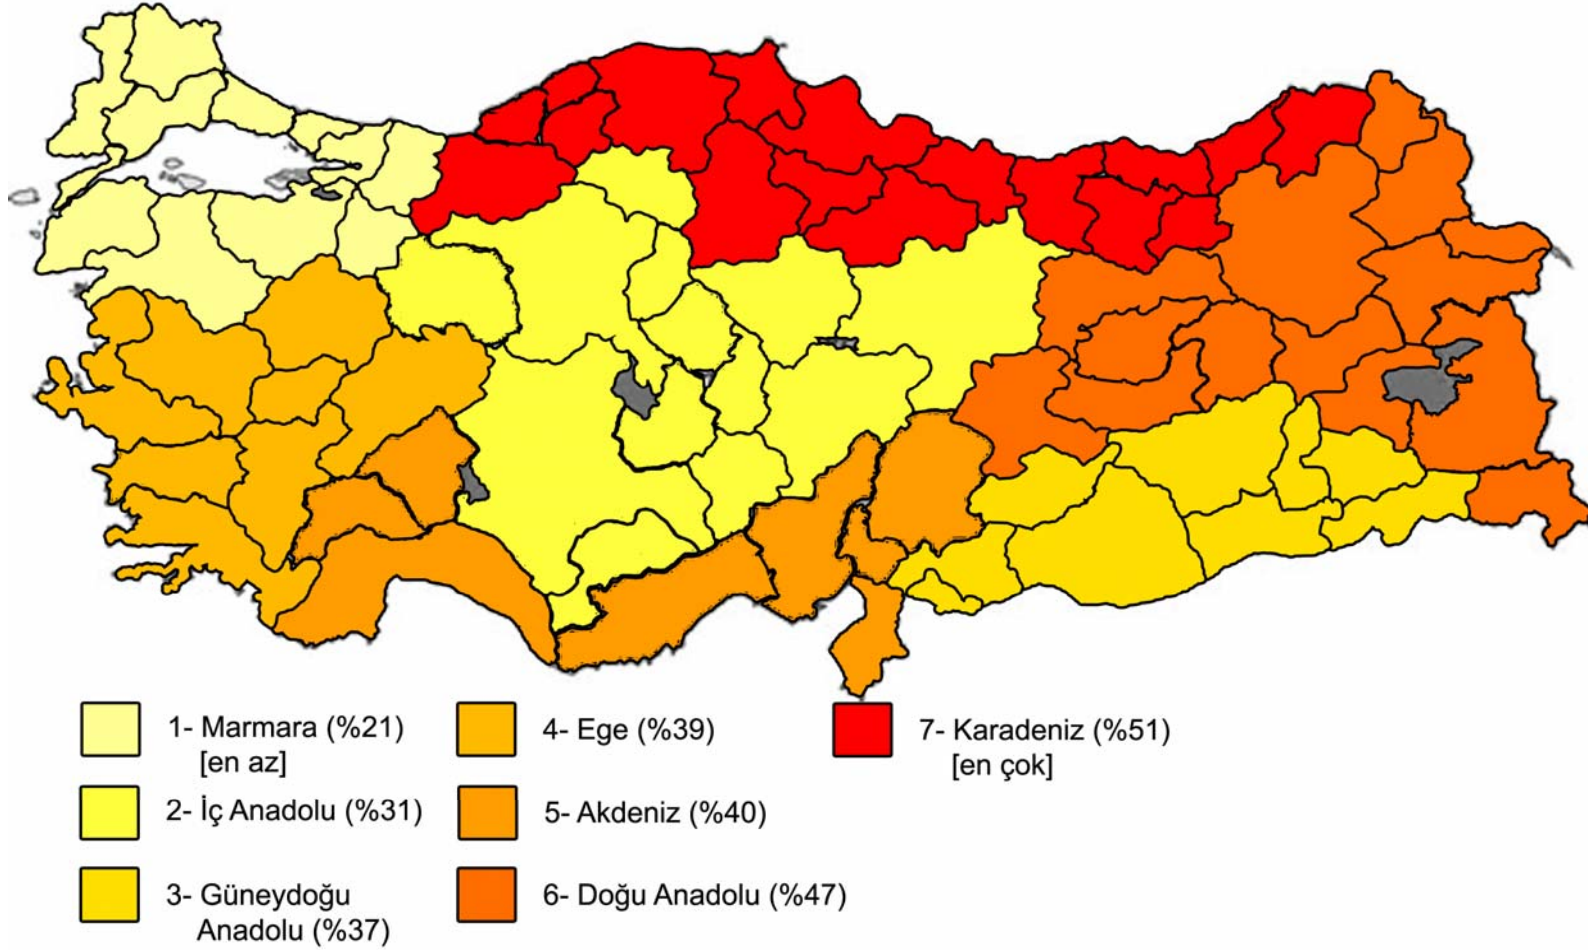 1- Marmara (%21)
[en az]
2- İç Anadolu (%31)
3- Güneydoğu
Anadolu (%37)
4- Ege (%39)
5- Akdeniz (%40)
6- Doğu Anadolu (%47)
7- Karadeniz (%51)
[en çok]